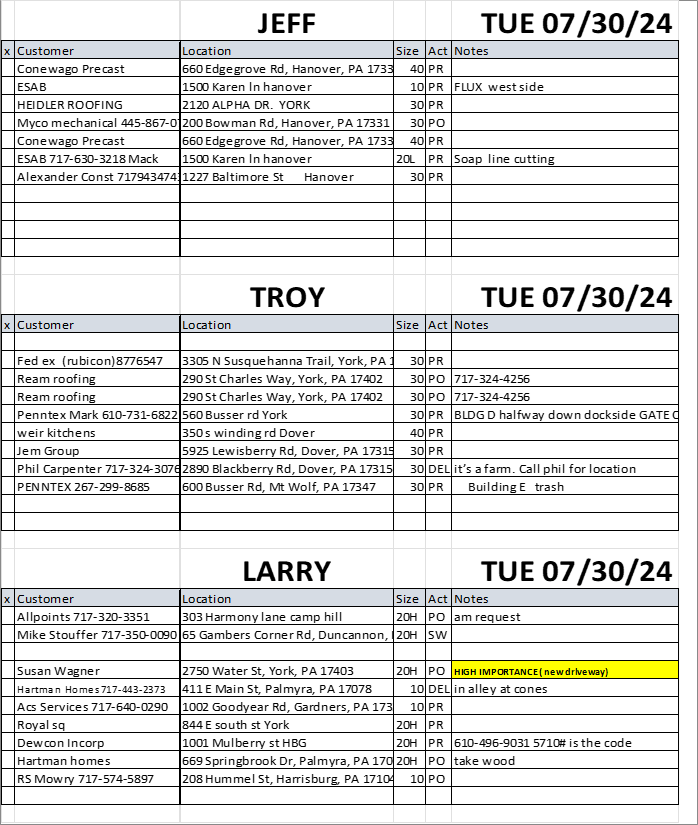 JEFF TUE 07/30/24
x Customer Location Size Act Notes
Conewago Precast 660 Edgegrove Rd, Hanover, PA 1733 40 PR
ESAB 1500 Karen ln hanover 10 PR FLUX west side
HEIDLER ROOFING 2120 ALPHA DR. YORK 30 PR
Myco mechanical 445-867-0 200 Bowman Rd, Hanover, PA 17331 30 PO
Conewago Precast 660 Edgegrove Rd, Hanover, PA 1733 40 PR
ESAB 717-630-3218 Mack 1500 Karen ln hanover 20L PR Soap line cutting
Alexander Const 717943474 1227 Baltimore St Hanover 30 PR
TROY TUE 07/30/24
x Customer Location Size Act Notes
Fed ex (rubicon)8776547 3305 N Susquehanna Trail, York, PA 1 30 PR
Ream roofing 290 St Charles Way, York, PA 17402 30 PO 717-324-4256
Ream roofing 290 St Charles Way, York, PA 17402 30 PO 717-324-4256
Penntex Mark 610-731-6822 560 Busser rd York 30 PR BLDG D halfway down dockside GATE C
weir kitchens 350 s winding rd Dover 40 PR
Jem Group 5925 Lewisberry Rd, Dover, PA 17315 30 PR
Phil Carpenter 717-324-3076 2890 Blackberry Rd, Dover, PA 17315 30 DEL it's a farm. Call phil for location
PENNTEX 267-299-8685 600 Busser Rd, Mt Wolf, PA 17347 30 PR Building E trash
LARRY TUE 07/30/24
x Customer Location Size Act Notes
Allpoints 717-320-3351 303 Harmony lane camp hill 20H PO am request
Mike Stouffer 717-350-0090 65 Gambers Corner Rd, Duncannon, 20H SW
Susan Wagner 2750 Water St, York, PA 17403 20H PO HIGH IMPORTANCE( new driveway)
Hartman Homes 717-443-2373 411 E Main St, Palmyra, PA 17078 10 DEL in alley at cones
Acs Services 717-640-0290 1002 Goodyear Rd, Gardners, PA 173 10 PR
Royal sq 844 E south st York 20H PR
Dewcon Incorp 1001 Mulberry st HBG 20H PR 610-496-9031 5710# is the code
Hartman homes 669 Springbrook Dr, Palmyra, PA 170 20H PO take wood
RS Mowry 717-574-5897 208 Hummel St, Harrisburg, PA 1710 10 PO